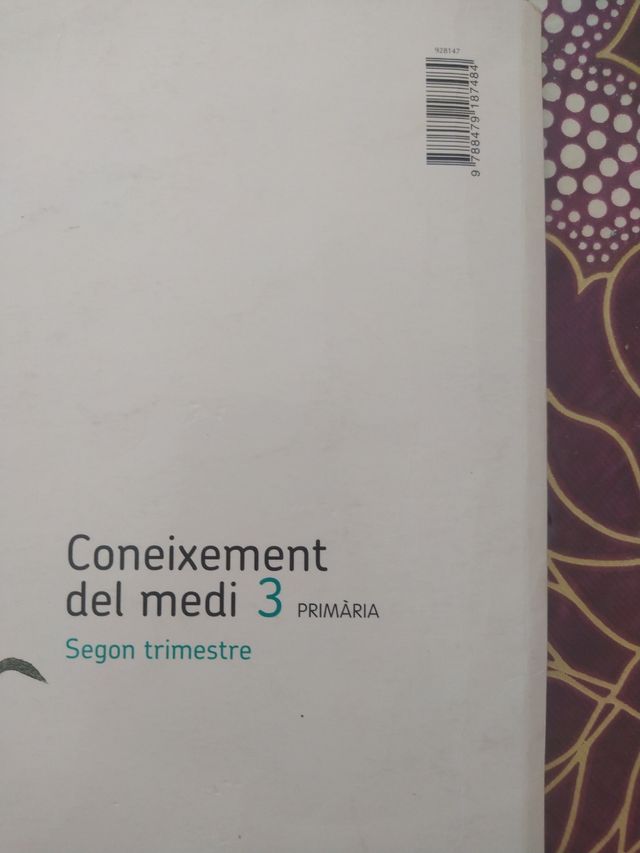 928147
9 788479 187484
Coneixement
del medi 3 PRIMÀRIA
Segon trimestre